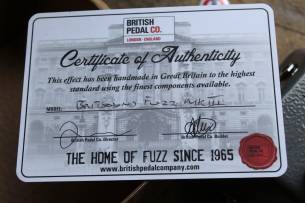 BRITISH
PEDAL CO.
LONDON - ENGLAND
Certificate of Authenticity
This effect has been handmade in Great Britain to the highest
standard using the finest components available.
MODEL: Fuzz
British Pedal Co. Director
British Pedal Co. Builder
THE HOME OF FUZZ SINCE 1965
www.britishpedalcompany.com